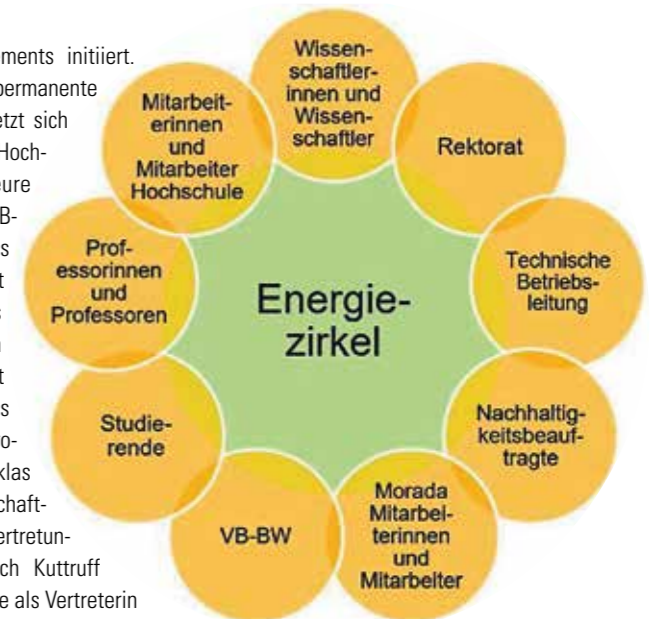 ments initiiert.
permanente
etzt sich
Hoch-
eure
B-
s
t
s
n
t
s
o-
klas
chaft-
ertretun-
ch Kuttruff
e als Vertreterin
Wissen-
schaftler-
innen und
Wissen-
schaftler
Rektorat
Technische
Betriebs-
leitung
Nachhaltig-
keitsbeauf-
tragte
Morada
Mitarbei-
terinnen
und
Mitarbeiter
VB-BW
Studie-
rende
Prof-
essorinnen
und
Professoren
Mitarbeit-
erinnen
und
Mitarbeiter
Hochschule
Energie-
zirkel